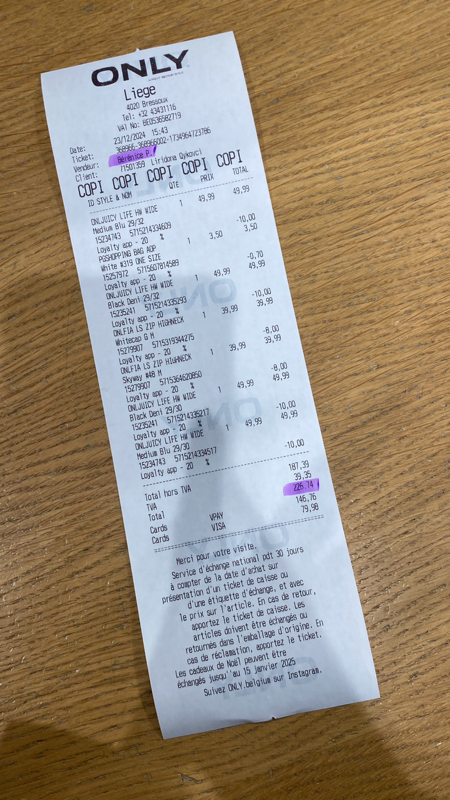 ONLY
Liege
4020 Bressoux
Tel: +32 43431116
VAT No: BE0536582719
Date: 23/12/2024 15:43
Ticket: 368966-368966002-1734964723786
Vendeur: Bérénice P.
Client: 71501359 Liridona Qykovci
COPI COPI COPI COPI COPI
ID STYLE & NOM QTE PRIX TOTAL
ONLJUICY LIFE HW WIDE 1 49,99 49,99
Medium Blu 29/32
15234743 5715214334609 -10,00
Loyalty app - 20 %
PGSHOPPING BAG AOP 1 3,50 3,50
White #319 ONE SIZE
15257972 5715607814589 -0,70
Loyalty app - 20 %
ONLJUICY LIFE HW WIDE 1 49,99 49,99
Black Deni 29/32
15235241 5715214335293 -10,00
Loyalty app - 20 %
ONLFIA LS ZIP HIGHNECK 1 39,99 39,99
Whitecap G M
15279907 5715319344275 -8,00
Loyalty app - 20 %
ONLFIA LS ZIP HIGHNECK 1 39,99 39,99
Skyway #48 M
15279907 5715364620850 -8,00
Loyalty app - 20 %
ONLJUICY LIFE HW WIDE 1 49,99 49,99
Black Deni 29/30
15235241 5715214335217 -10,00
Loyalty app - 20 %
ONLJUICY LIFE HW WIDE 1 49,99 49,99
Medium Blu 29/30
15234743 5715214334517 -10,00
Loyalty app - 20 %
Total hors TVA 187,39
TVA 39,35
Total 226,74
Cards VPAY 146,76
Cards VISA 79,98
Merci pour votre visite.
Service d'échange national pdt 30 jours
à compter de la date d'achat sur
présentation d'un ticket de caisse ou
d'une étiquette d'échange, et avec
le prix sur l'article. En cas de retour,
apportez le ticket de caisse. Les
articles doivent être échangés ou
retournés dans l'emballage d'origine. En
cas de réclamation, apportez le ticket.
Les cadeaux de Noël peuvent être
échangés jusqu''au 15 janvier 2025
Suivez ONLY.belgium sur Instagram.